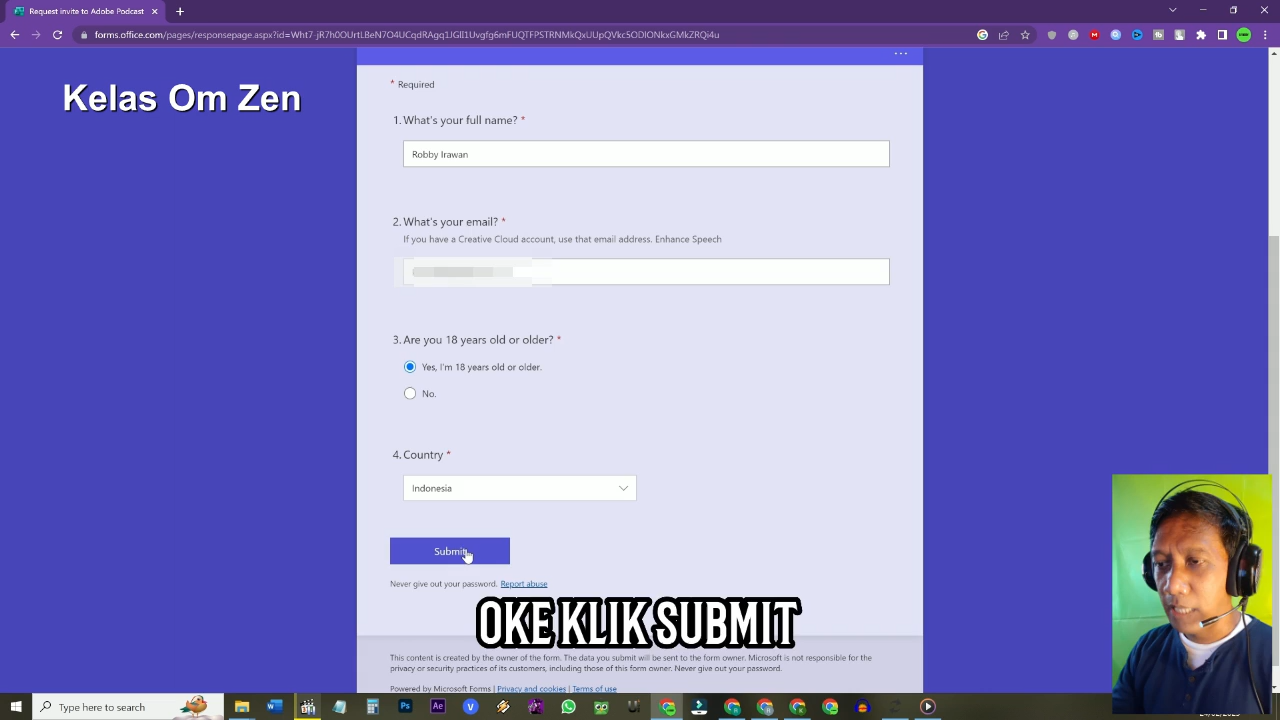 Request invite to Adobe Podcast
forms.office.com/pages/responsepage.aspx?id=Wht7-jR7h0OUrtL8eN7O4UCqdRAgq1JGll1Uvgfg6mFUQTFPSTRNMkQxUUpQVkc5ODlONkxGMkZRQi4u
Kelas Om Zen
* Required
1. What's your full name? *
Robby Irawan
2. What's your email? *
If you have a Creative Cloud account, use that email address. Enhance Speech
3. Are you 18 years old or older? *
Yes, I'm 18 years old or older.
No.
4. Country *
Indonesia
Submit
Never give out your password. Report abuse
OKE KLIK SUBMIT
This content is created by the owner of the form. The data you submit will be sent to the form owner. Microsoft is not responsible for the
privacy or security practices of its customers, including those of this form owner. Never give out your password.
Powered by Microsoft Forms | Privacy and cookies | Terms of use
Type here to search